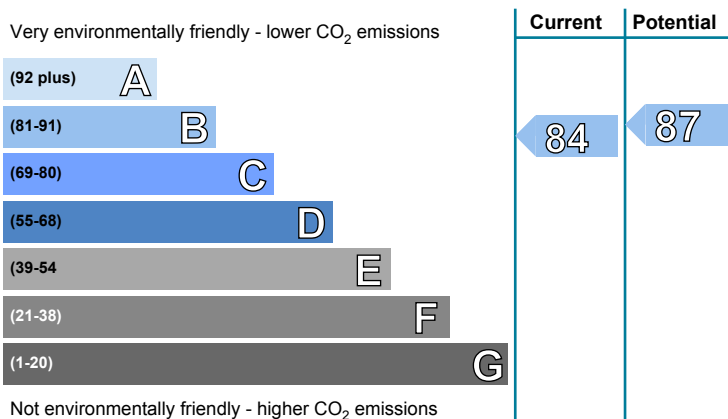 Very environmentally friendly - lower CO₂ emissions
Current
Potential
(92 plus) A
(81-91) B
(69-80) C
(55-68) D
(39-54 E
(21-38) F
(1-20) G
84
87
Not environmentally friendly - higher CO₂ emissions